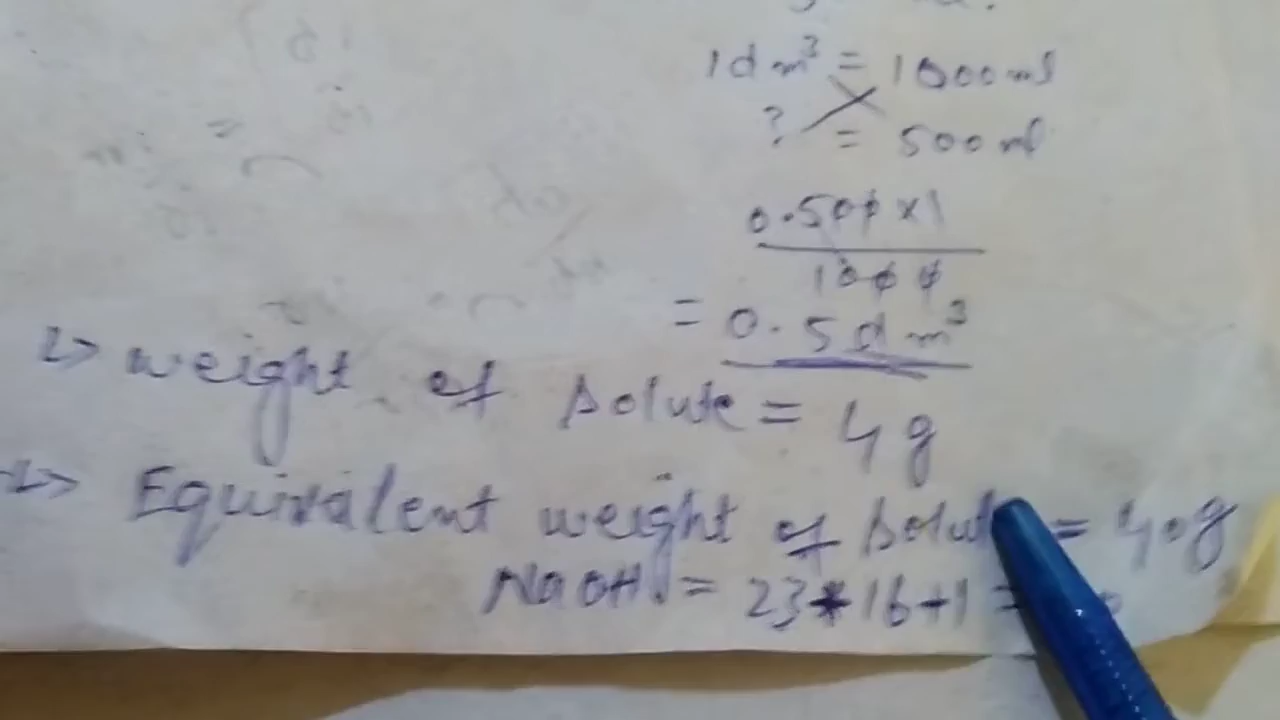 1dm³ = 1000ml
? = 500ml
0.500 x 1
1000
= 0.5dm³
↳ weight of solute = 4g
↳ Equivalent weight of solute = 40g
NaOH = 23+16+1 =